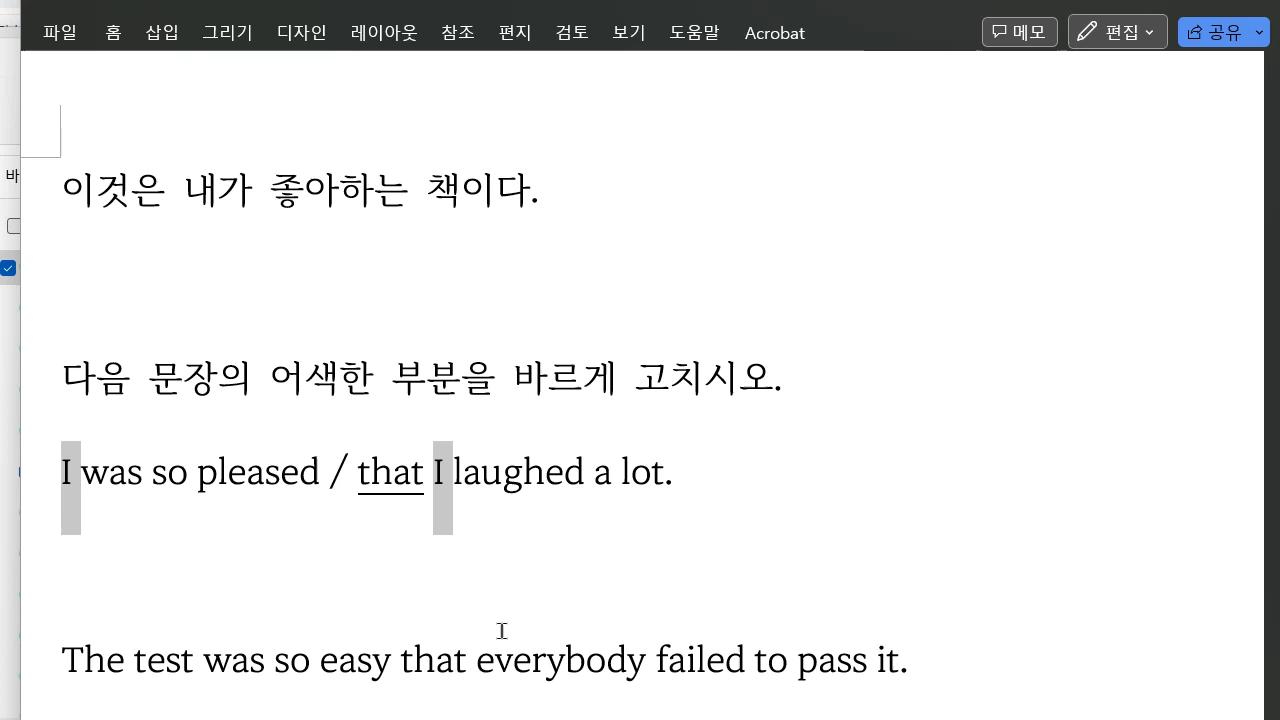 파일 홈 삽입 그리기 디자인 레이아웃 참조 편지 검토 보기 도움말 Acrobat 메모 편집 공유
바
이것은 내가 좋아하는 책이다.
다음 문장의 어색한 부분을 바르게 고치시오.
I was so pleased / that I laughed a lot.
The test was so easy that everybody failed to pass it.